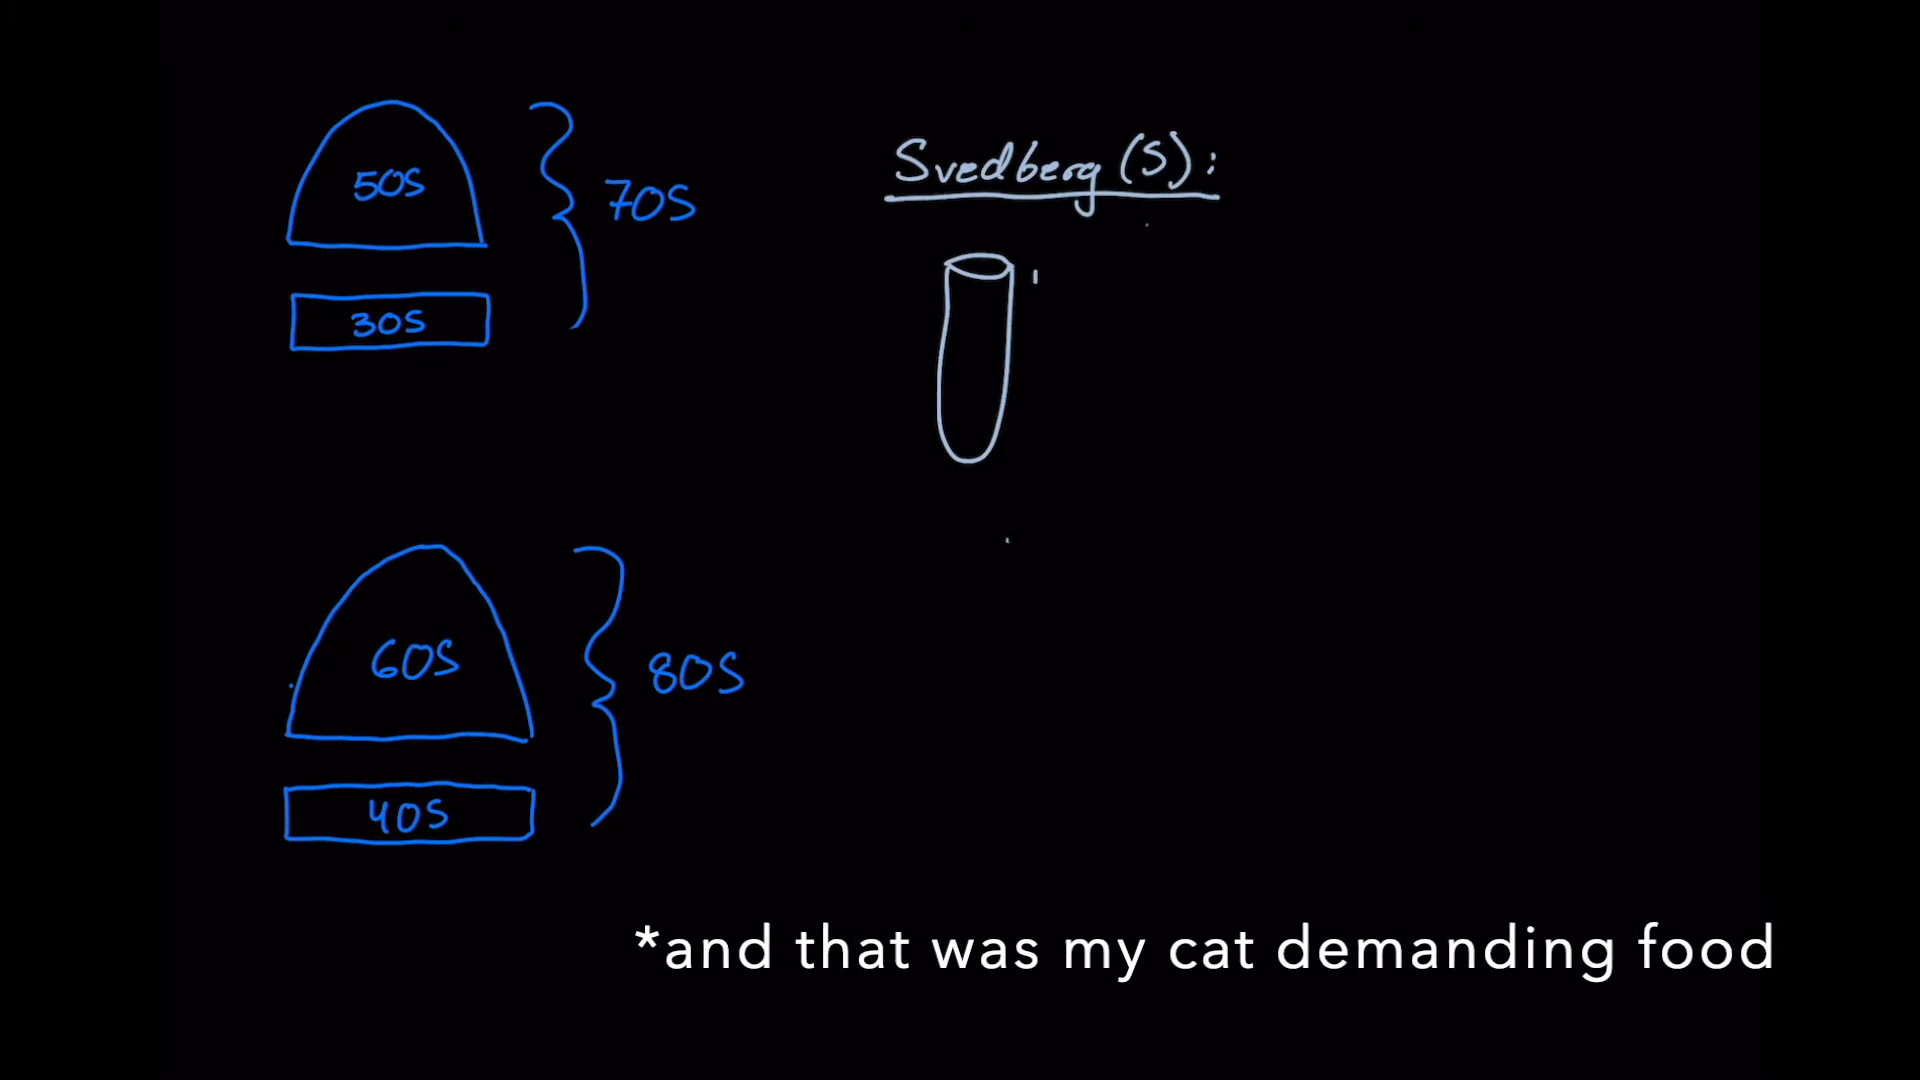 50S
30S
70S
Svedberg (S):
60S
40S
80S
*and that was my cat demanding food